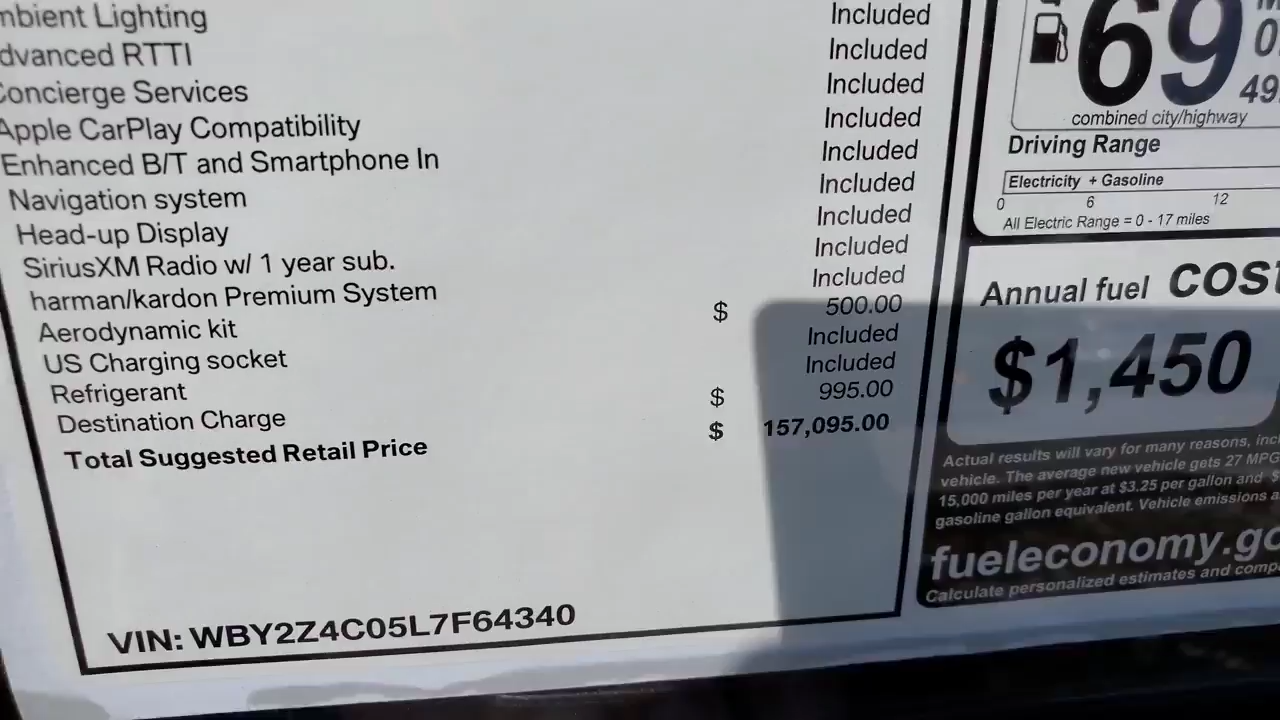 mbient Lighting Included
dvanced RTTI Included
Concierge Services Included
Apple CarPlay Compatibility Included
Enhanced B/T and Smartphone In Included
Navigation system Included
Head-up Display Included
SiriusXM Radio w/ 1 year sub. Included
harman/kardon Premium System Included
Aerodynamic kit $ 500.00
US Charging socket Included
Refrigerant Included
Destination Charge $ 995.00
Total Suggested Retail Price $ 157,095.00
VIN: WBY2Z4C05L7F64340
69
49
combined city/highway
Driving Range
Electricity + Gasoline
0 6 12
All Electric Range = 0 - 17 miles
Annual fuel COST
$1,450
Actual results will vary for many reasons, inc
vehicle. The average new vehicle gets 27 MPG
15,000 miles per year at $3.25 per gallon and $
gasoline gallon equivalent. Vehicle emissions a
fueleconomy.go
Calculate personalized estimates and comp